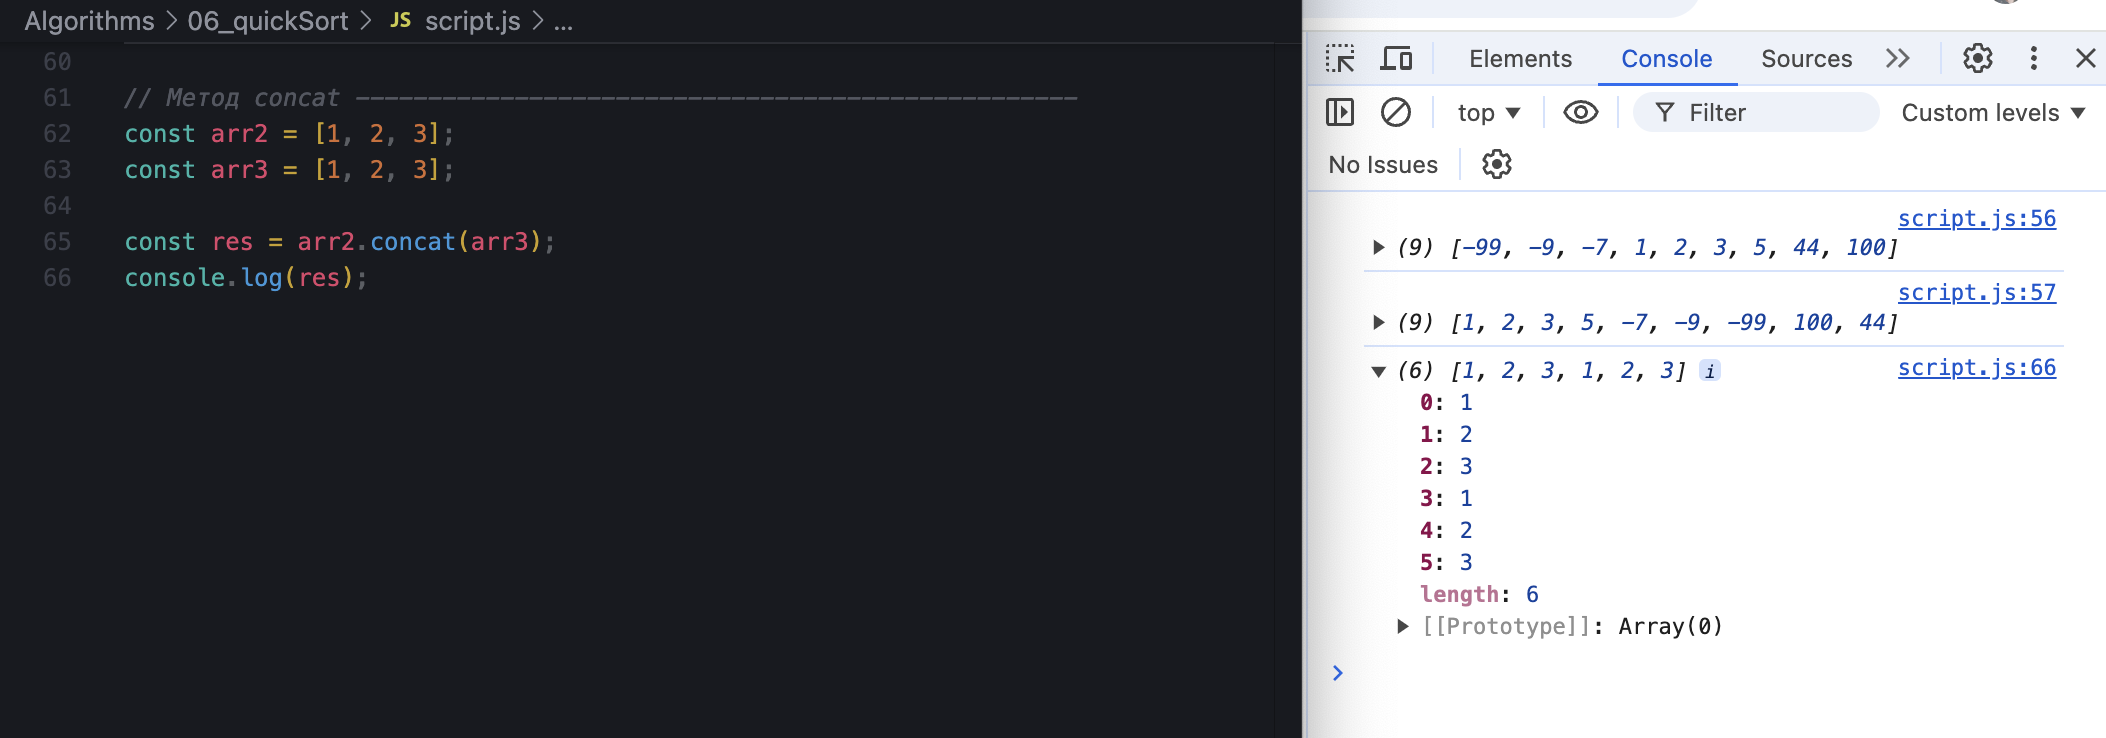 Algorithms > 06_quickSort > JS script.js > ...
60
61 // Метод concat --------------------------------------------------
62 const arr2 = [1, 2, 3];
63 const arr3 = [1, 2, 3];
64
65 const res = arr2.concat(arr3);
66 console.log(res);
Elements Console Sources
top ▼ Filter Custom levels ▼
No Issues
script.js:56
▶ (9) [-99, -9, -7, 1, 2, 3, 5, 44, 100]
script.js:57
▶ (9) [1, 2, 3, 5, -7, -9, -99, 100, 44]
▼ (6) [1, 2, 3, 1, 2, 3] i script.js:66
0: 1
1: 2
2: 3
3: 1
4: 2
5: 3
length: 6
▶ [[Prototype]]: Array(0)
>